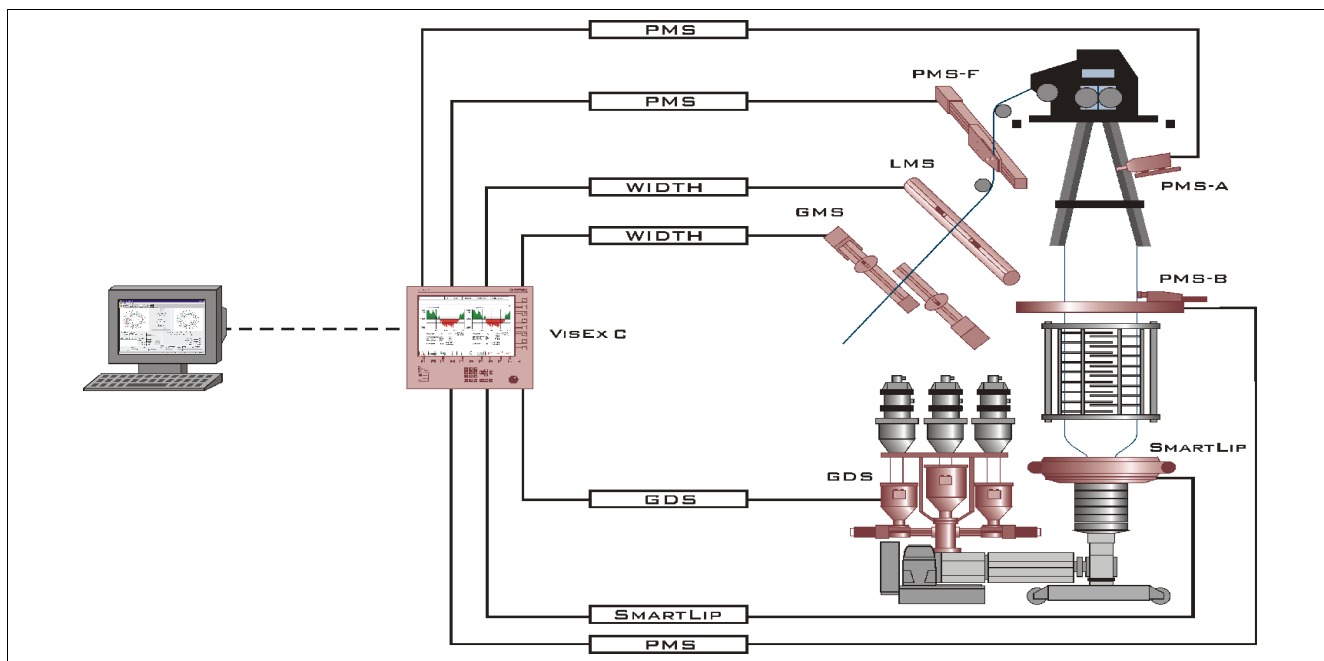 PMS
PMS-F
PMS
LMS
PMS-A
WIDTH
GMS
WIDTH
PMS-B
VisEx C
SmartLip
GDS
GDS
SmartLip
PMS